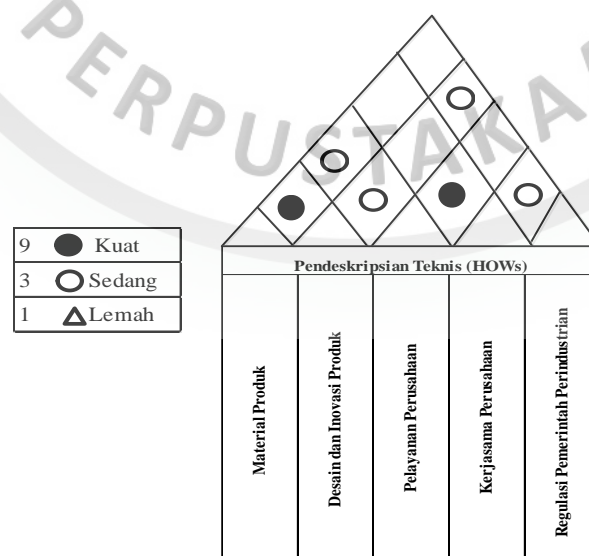 PERPUSTAKA
9 Kuat
3 Sedang
1 Lemah
Pendeskripsian Teknis (HOWs)
Material Produk
Desain dan Inovasi Produk
Pelayanan Perusahaan
Kerjasama Perusahaan
Regulasi Pemerintah Perindustrian